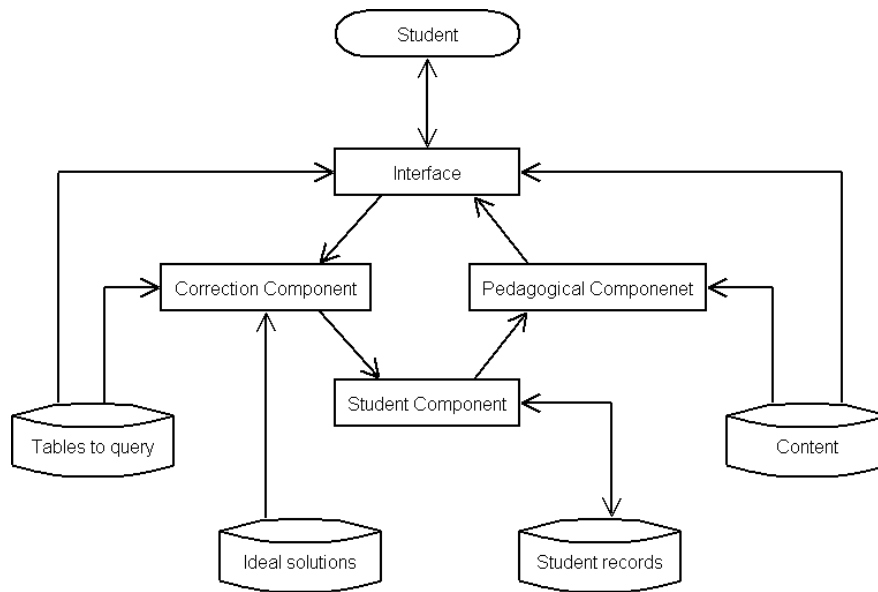 Student
Interface
Correction Component
Pedagogical Componenet
Student Component
Tables to query
Content
Ideal solutions
Student records